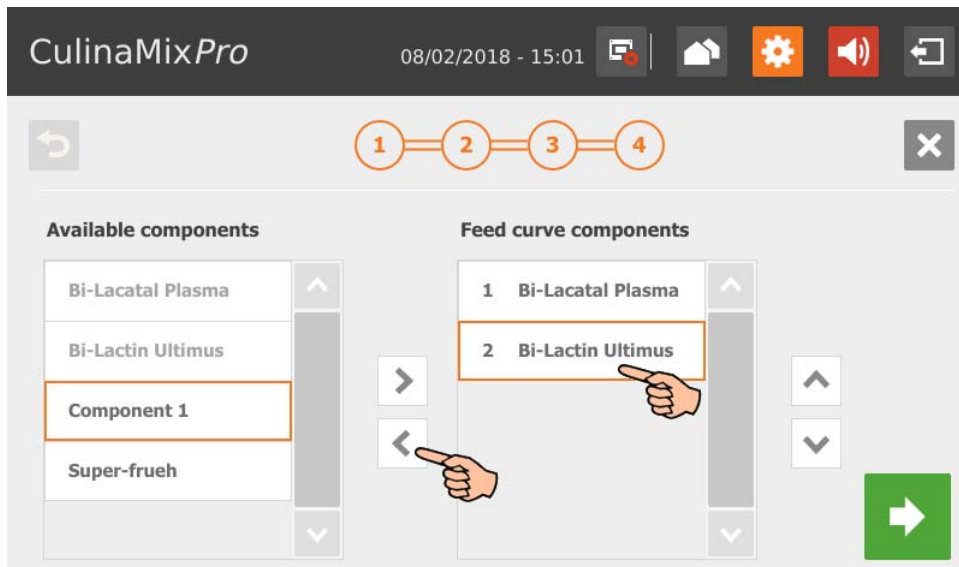 CulinaMixPro
08/02/2018 - 15:01
1 2 3 4
Available components
Bi-Lacatal Plasma
Bi-Lactin Ultimus
Component 1
Super-frueh
Feed curve components
1 Bi-Lacatal Plasma
2 Bi-Lactin Ultimus